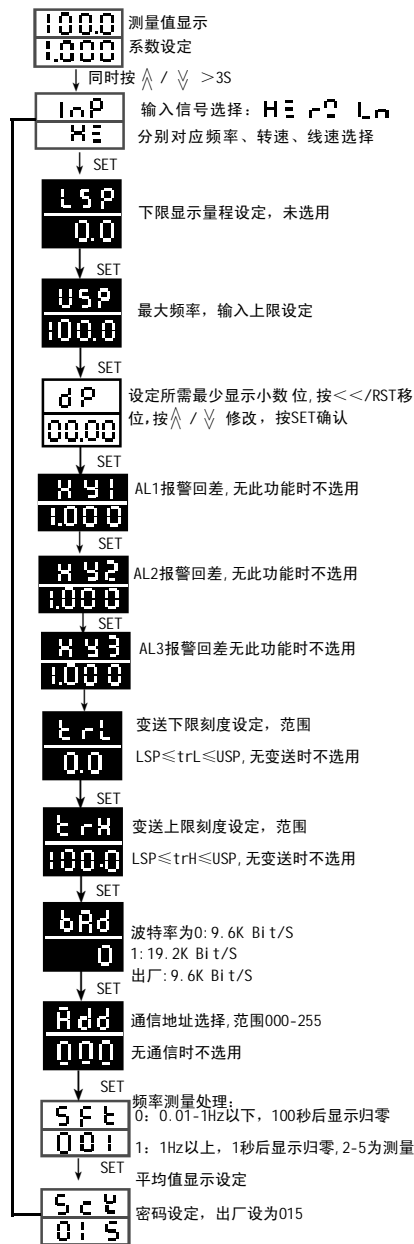 100.0 测量值显示
1.000 系数设定
同时按 ︽ / ︾ >3S
InP 输入信号选择: HZ r0 Ln
HZ 分别对应频率、转速、线速选择
SET
LSP
0.0 下限显示量程设定，未选用
SET
USP
100.0 最大频率，输入上限设定
SET
dP 设定所需最少显示小数位,按<</RST移
00.00 位,按︽ / ︾ 修改，按SET确认
SET
HY1 AL1报警回差,无此功能时不选用
1.000
SET
HY2 AL2报警回差,无此功能时不选用
1.000
SET
HY3 AL3报警回差无此功能时不选用
1.000
trL 变送下限刻度设定，范围
0.0 LSP≤trL≤USP,无变送时不选用
SET
trH 变送上限刻度设定，范围
100.0 LSP≤trH≤USP,无变送时不选用
SET
bAd 波特率为0:9.6K Bit/S
0 1:19.2K Bit/S
出厂:9.6K Bit/S
SET
Add 通信地址选择,范围000-255
000 无通信时不选用
SET
频率测量处理:
SFt 0: 0.01-1Hz以下，100秒后显示归零
001 1: 1Hz以上，1秒后显示归零,2-5为测量
SET
平均值显示设定
ScY 密码设定，出厂设为015
015